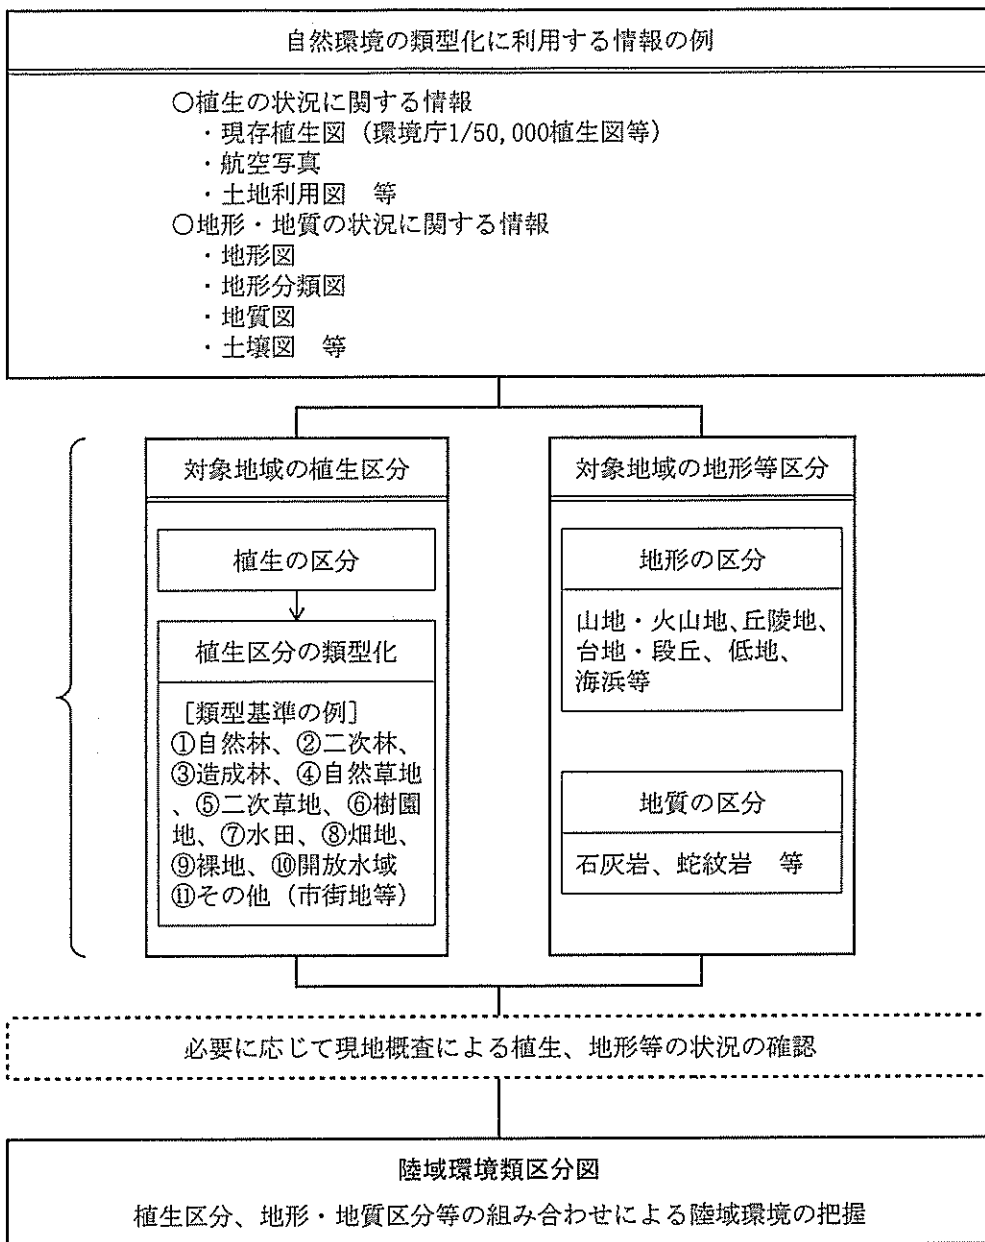 自然環境の類型化に利用する情報の例
○植生の状況に関する情報
・現存植生図（環境庁1/50,000植生図等）
・航空写真
・土地利用図　等
○地形・地質の状況に関する情報
・地形図
・地形分類図
・地質図
・土壌図　等
対象地域の植生区分
植生の区分
植生区分の類型化
［類型基準の例］
①自然林、②二次林、
③造成林、④自然草地
、⑤二次草地、⑥樹園
地、⑦水田、⑧畑地、
⑨裸地、⑩開放水域
⑪その他（市街地等）
対象地域の地形等区分
地形の区分
山地・火山地、丘陵地、
台地・段丘、低地、
海浜等
地質の区分
石灰岩、蛇紋岩　等
必要に応じて現地概査による植生、地形等の状況の確認
陸域環境類区分図
植生区分、地形・地質区分等の組み合わせによる陸域環境の把握